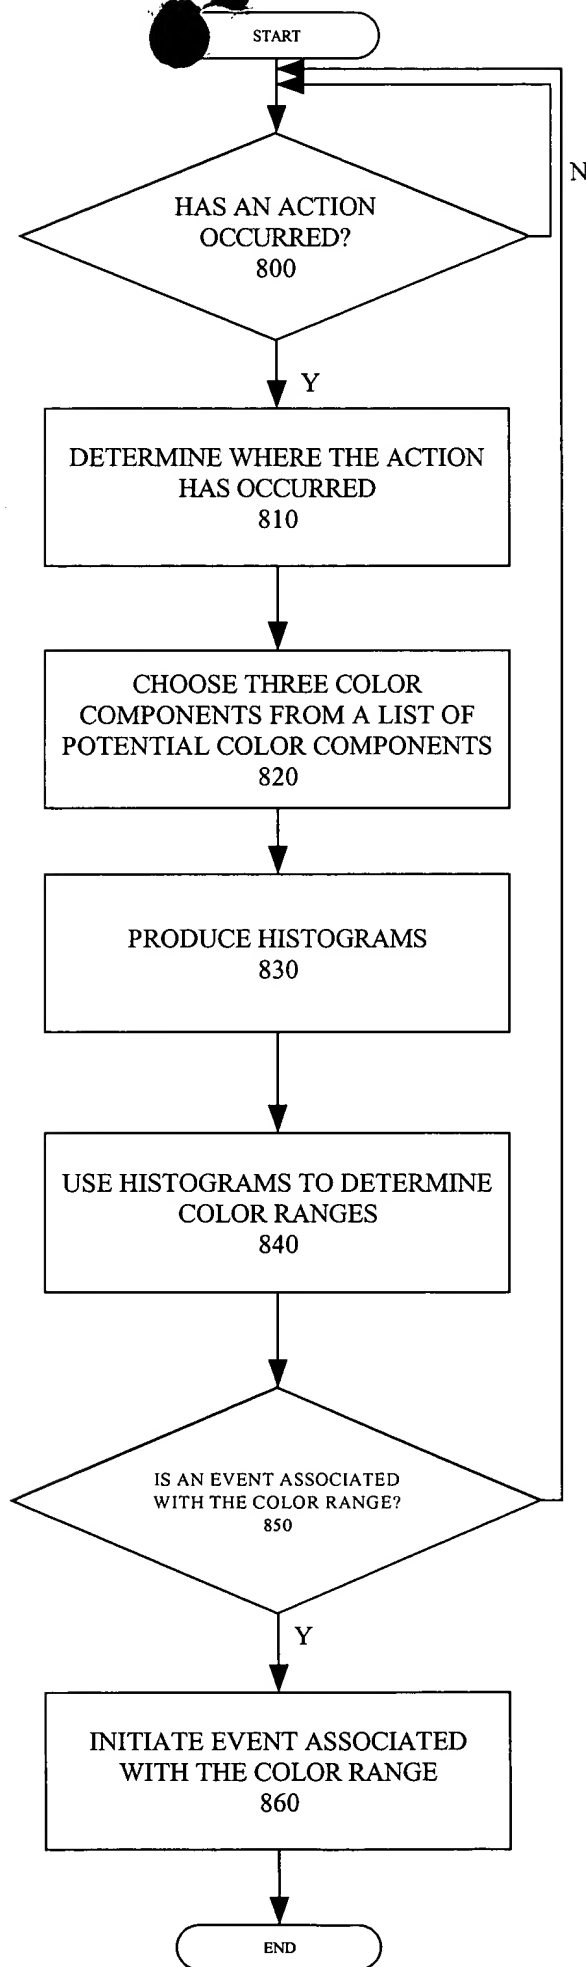 START
N
HAS AN ACTION
OCCURRED?
800
Y
DETERMINE WHERE THE ACTION
HAS OCCURRED
810
CHOOSE THREE COLOR
COMPONENTS FROM A LIST OF
POTENTIAL COLOR COMPONENTS
820
PRODUCE HISTOGRAMS
830
USE HISTOGRAMS TO DETERMINE
COLOR RANGES
840
IS AN EVENT ASSOCIATED
WITH THE COLOR RANGE?
850
Y
INITIATE EVENT ASSOCIATED
WITH THE COLOR RANGE
860
END